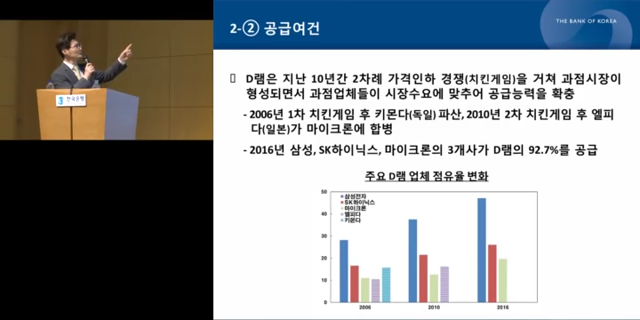 2-② 공급여건
THE BANK OF KOREA
▯ D램은 지난 10년간 2차례 가격인하 경쟁(치킨게임)을 거쳐 과점시장이
형성되면서 과점업체들이 시장수요에 맞추어 공급능력을 확충
- 2006년 1차 치킨게임 후 키몬다(독일) 파산, 2010년 2차 치킨게임 후 엘피
다(일본)가 마이크론에 합병
- 2016년 삼성, SK하이닉스, 마이크론의 3개사가 D램의 92.7%를 공급
주요 D램 업체 점유율 변화
50
40
30
20
10
0
삼성전자
SK하이닉스
마이크론
엘피다
키몬다
2006
2010
2016
한국은행